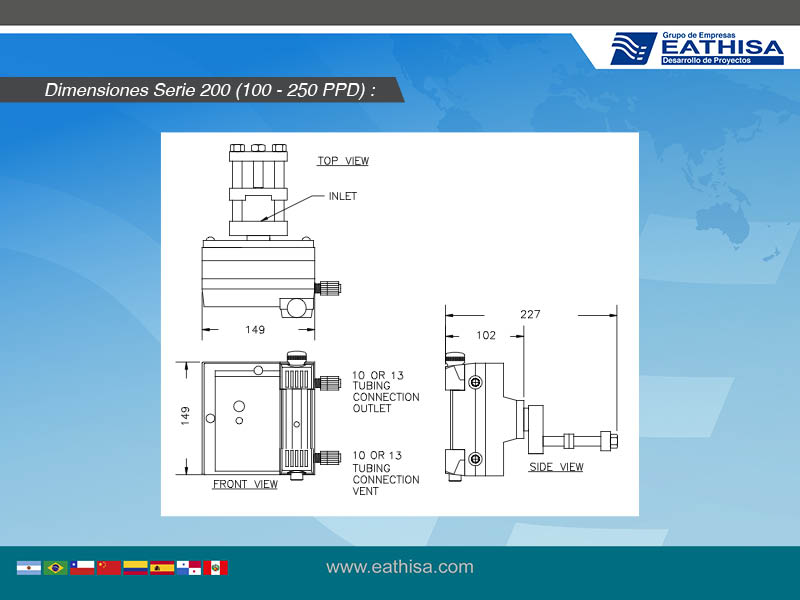 Grupo de Empresas
EATHISA
Desarrollo de Proyectos
Dimensiones Serie 200 (100 - 250 PPD) :
TOP VIEW
INLET
149
227
102
149
10 OR 13
TUBING
CONNECTION
OUTLET
10 OR 13
TUBING
CONNECTION
VENT
FRONT VIEW
SIDE VIEW
www.eathisa.com